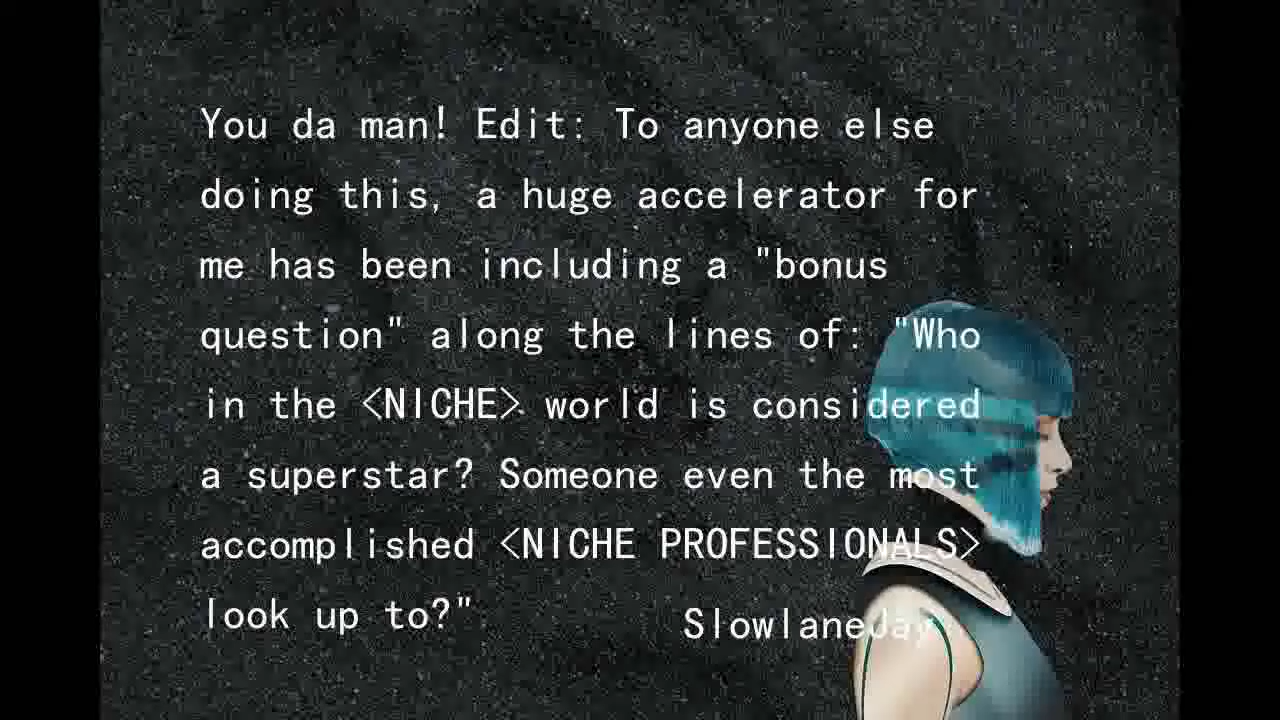 You da man! Edit: To anyone else
doing this, a huge accelerator for
me has been including a "bonus
question" along the lines of: "Who
in the <NICHE> world is considered
a superstar? Someone even the most
accomplished <NICHE PROFESSIONALS>
look up to?"
SlowlaneJay